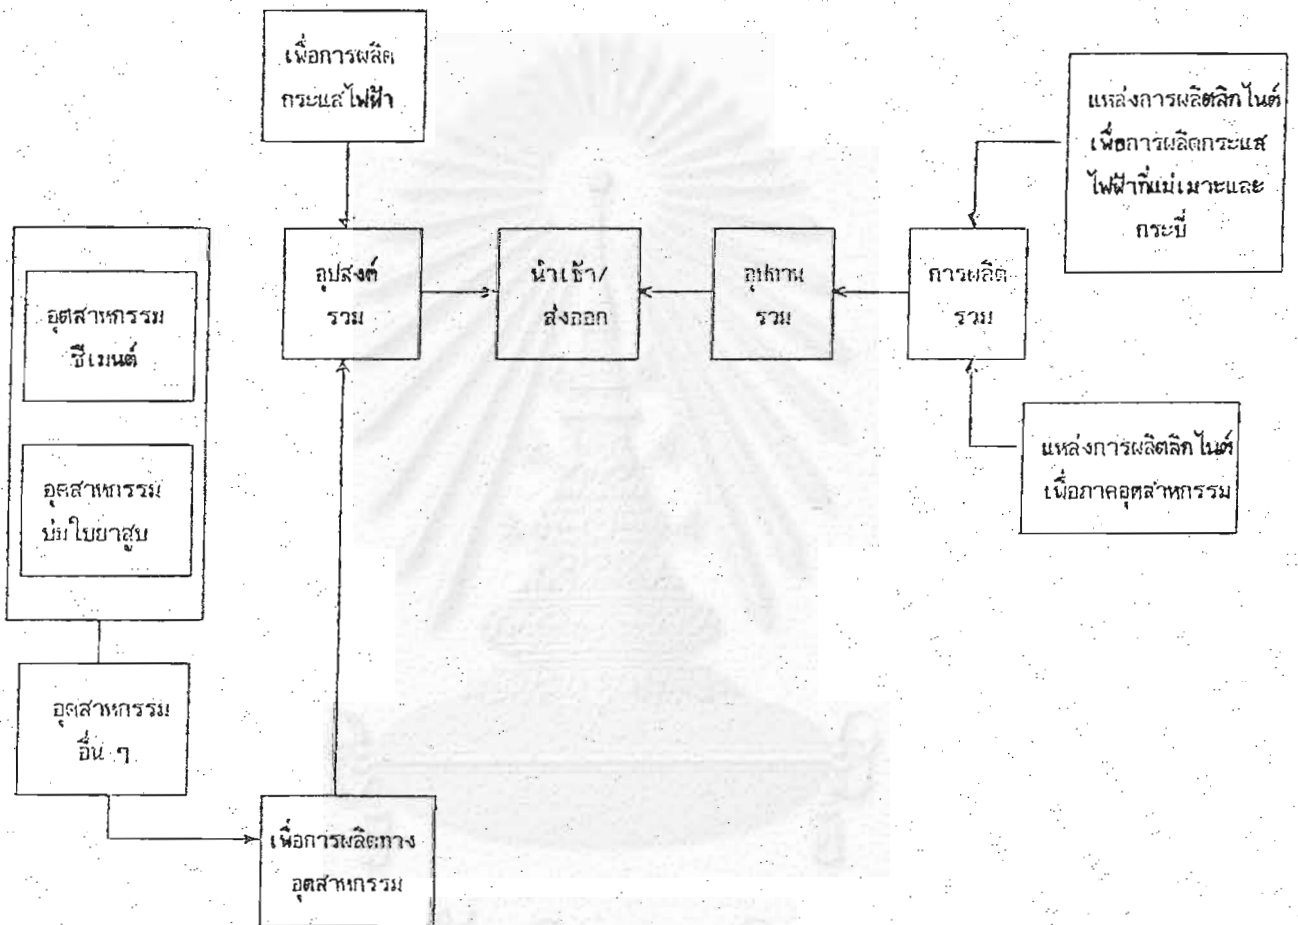 เพื่อการผลิต
กระแสไฟฟ้า
แหล่งการผลิตลิกไนต์
เพื่อการผลิตกระแส
ไฟฟ้าที่แม่เมาะและ
กระบี่
อุปสงค์
รวม
นำเข้า/
ส่งออก
อุปทาน
รวม
การผลิต
รวม
อุตสาหกรรม
ซีเมนต์
อุตสาหกรรม
บ่มใบยาสูบ
แหล่งการผลิตลิกไนต์
เพื่อภาคอุตสาหกรรม
อุตสาหกรรม
อื่น ๆ
เพื่อการผลิตทาง
อุตสาหกรรม